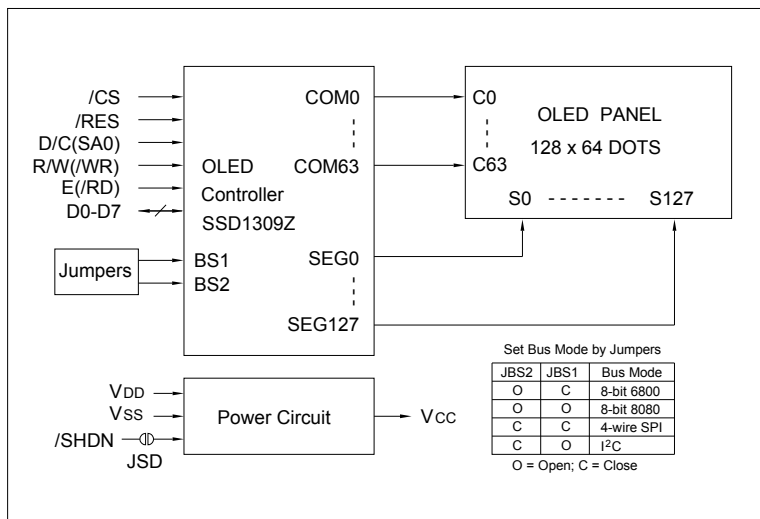 /CS
/RES
D/C(SA0)
R/W(/WR)
E(/RD)
D0-D7
Jumpers
OLED
Controller
SSD1309Z
BS1
BS2
COM0
COM63
SEG0
SEG127
C0
C63
OLED PANEL
128 x 64 DOTS
S0 ------- S127
VDD
VSS
/SHDN
JSD
Power Circuit
VCC
Set Bus Mode by Jumpers
JBS2 JBS1 Bus Mode
O C 8-bit 6800
O O 8-bit 8080
C C 4-wire SPI
C O I²C
O = Open; C = Close